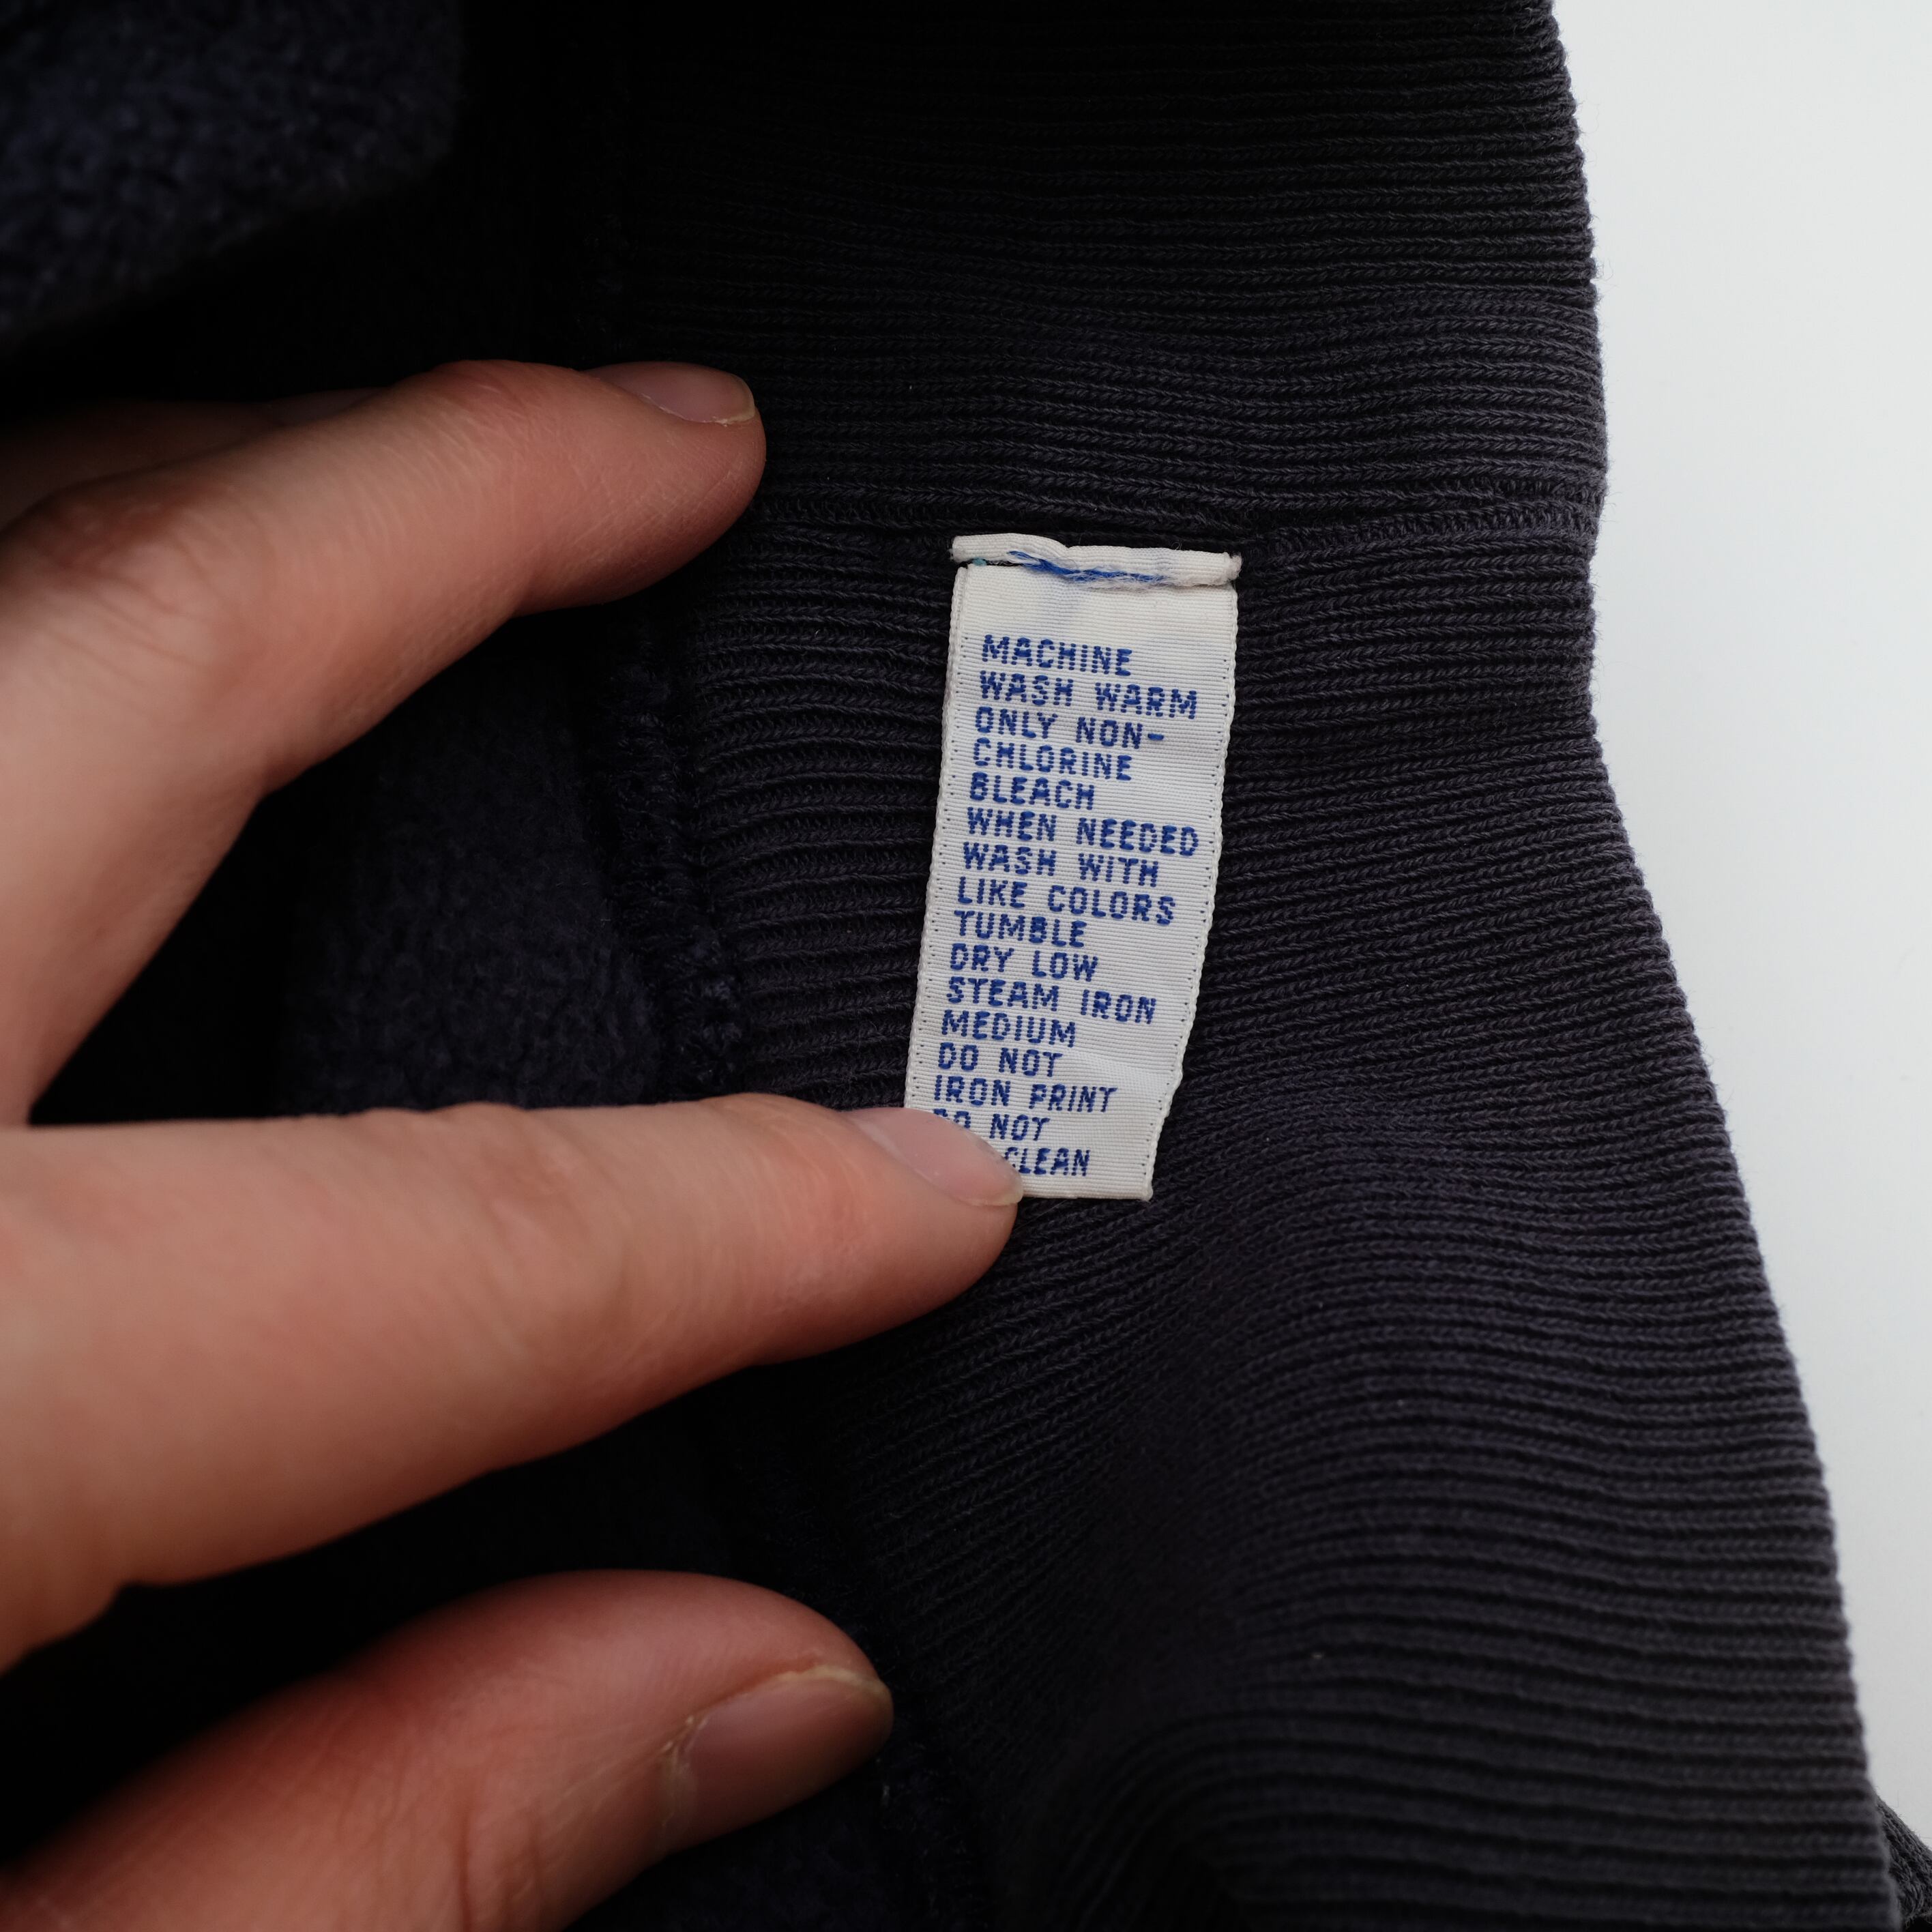 MACHINE
WASH WARM
ONLY NON-
CHLORINE
BLEACH
WHEN NEEDED
WASH WITH
LIKE COLORS
TUMBLE
DRY LOW
STEAM IRON
MEDIUM
DO NOT
IRON PRINT
DO NOT
CLEAN